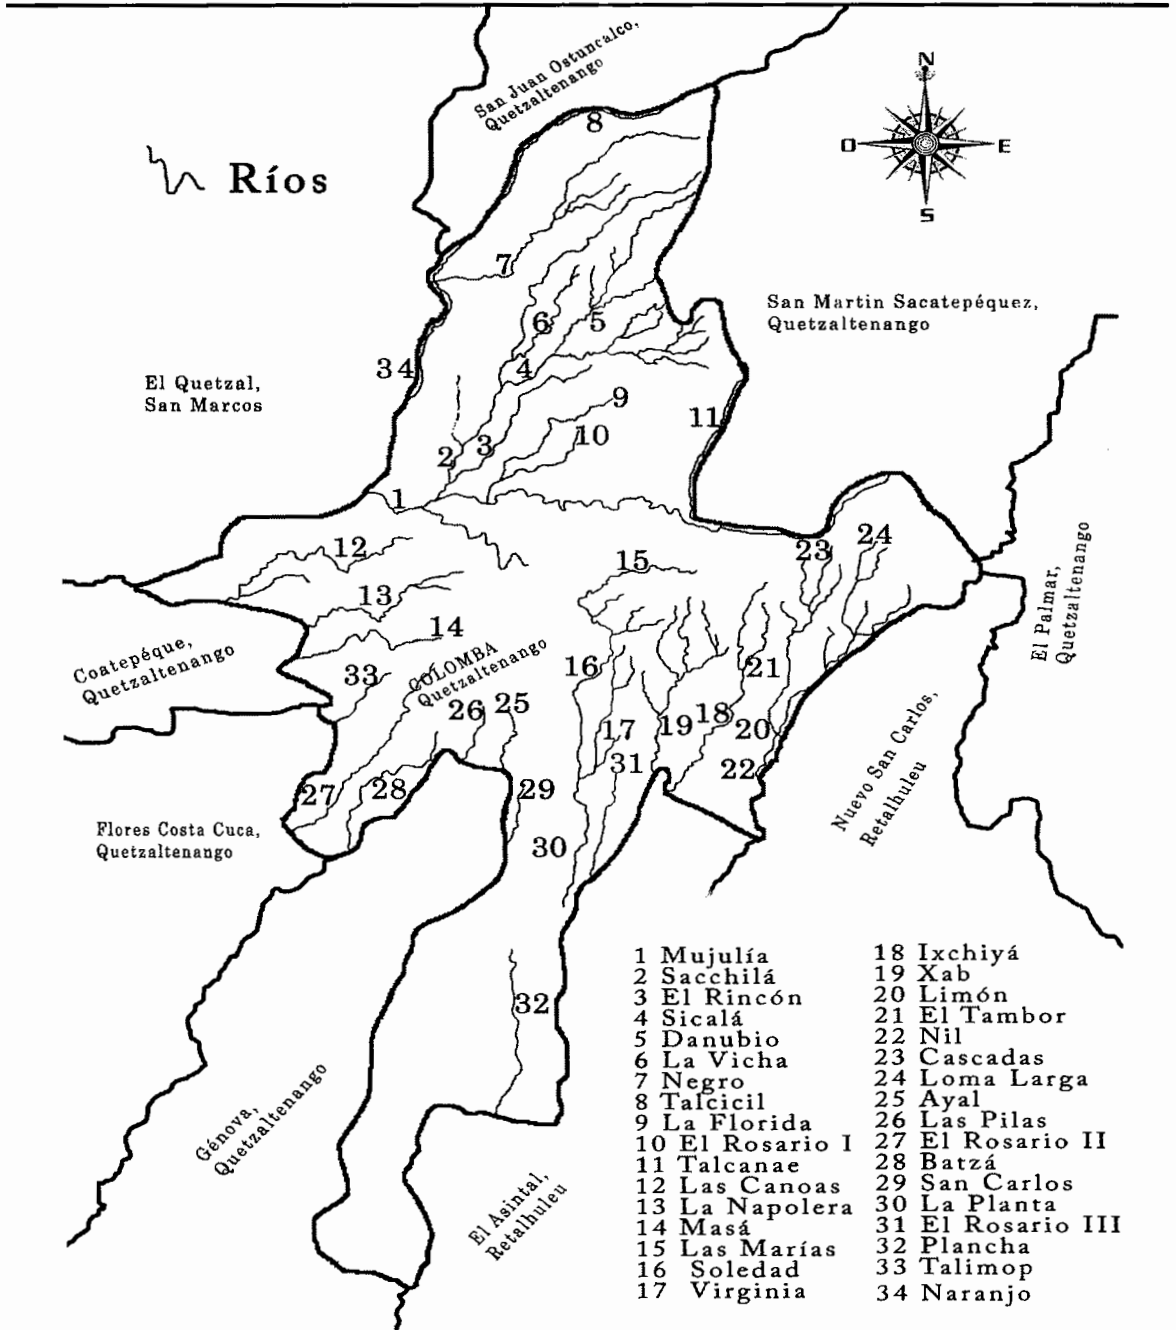 San Juan Ostuncalco,
Quetzaltenango
N
O
E
S
Ríos
8
7
San Martin Sacatepéquez,
Quetzaltenango
6
5
34
4
El Quetzal,
San Marcos
9
11
10
3
2
1
12
23
24
15
13
El Palmar,
Quetzaltenango
14
Coatepéque,
Quetzaltenango
COLOMBA
Quetzaltenango
33
16
21
26
25
18
19
17
20
31
22
Nuevo San Carlos,
Retalhuleu
27
28
29
Flores Costa Cuca,
Quetzaltenango
30
32
Génova,
Quetzaltenango
El Asintal,
Retalhuleu
1 Mujulía
2 Sacchilá
3 El Rincón
4 Sicalá
5 Danubio
6 La Vicha
7 Negro
8 Talcicil
9 La Florida
10 El Rosario I
11 Talcanae
12 Las Canoas
13 La Napolera
14 Masá
15 Las Marías
16 Soledad
17 Virginia
18 Ixchiyá
19 Xab
20 Limón
21 El Tambor
22 Nil
23 Cascadas
24 Loma Larga
25 Ayal
26 Las Pilas
27 El Rosario II
28 Batzá
29 San Carlos
30 La Planta
31 El Rosario III
32 Plancha
33 Talimop
34 Naranjo